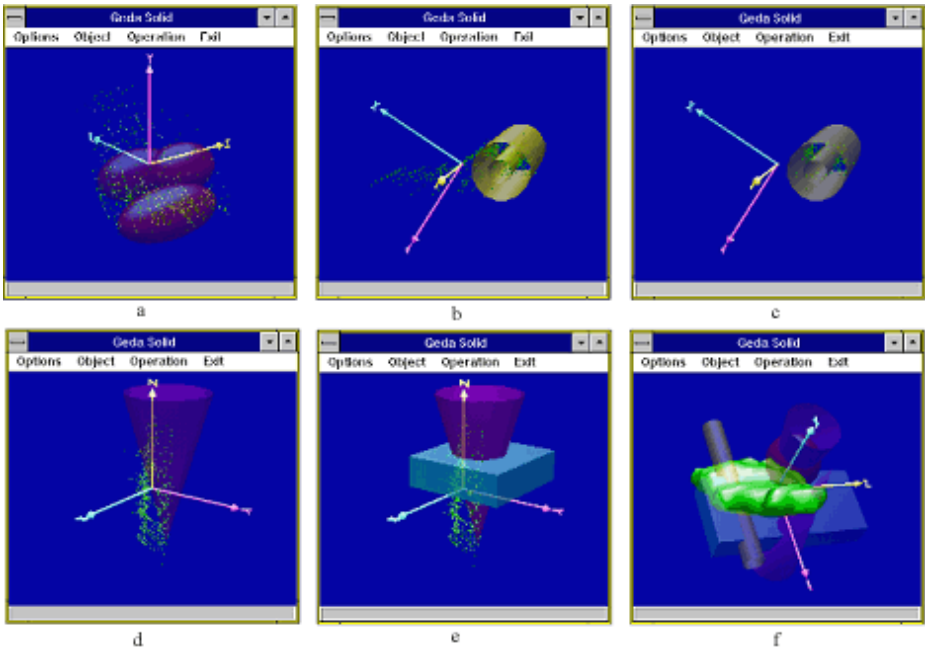 Geda Solid
Options Object Operation Exit
Y
a
Geda Solid
Options Object Operation Exit
b
Geda Solid
Options Object Operation Exit
c
Geda Solid
Options Object Operation Exit
Y
d
Geda Solid
Options Object Operation Exit
e
Geda Solid
Options Object Operation Exit
f